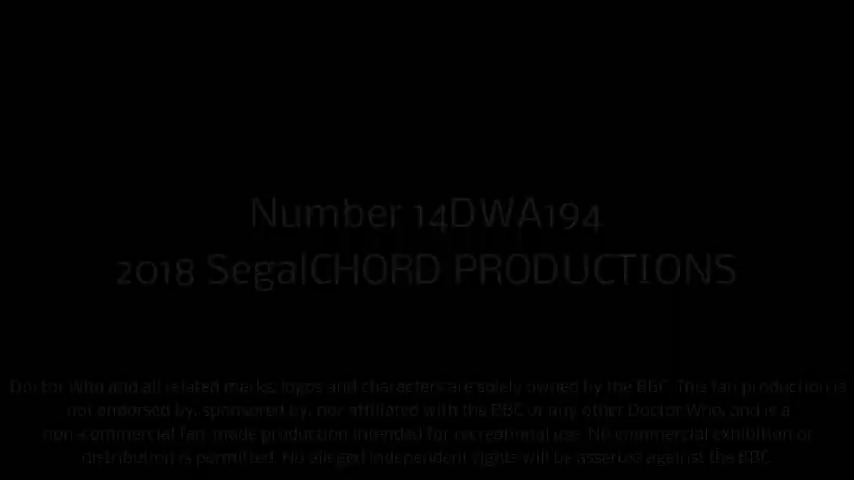 Number 14DWA194
2018 SegalCHORD PRODUCTIONS
Doctor Who and all related marks, logos and characters are solely owned by the BBC. This fan production is
not endorsed by, sponsored by, nor affiliated with the BBC or any other Doctor Who, and is a
non-commercial fan-made production intended for recreational use. No commercial exhibition or
distribution is permitted. No alleged independent rights will be asserted against the BBC.